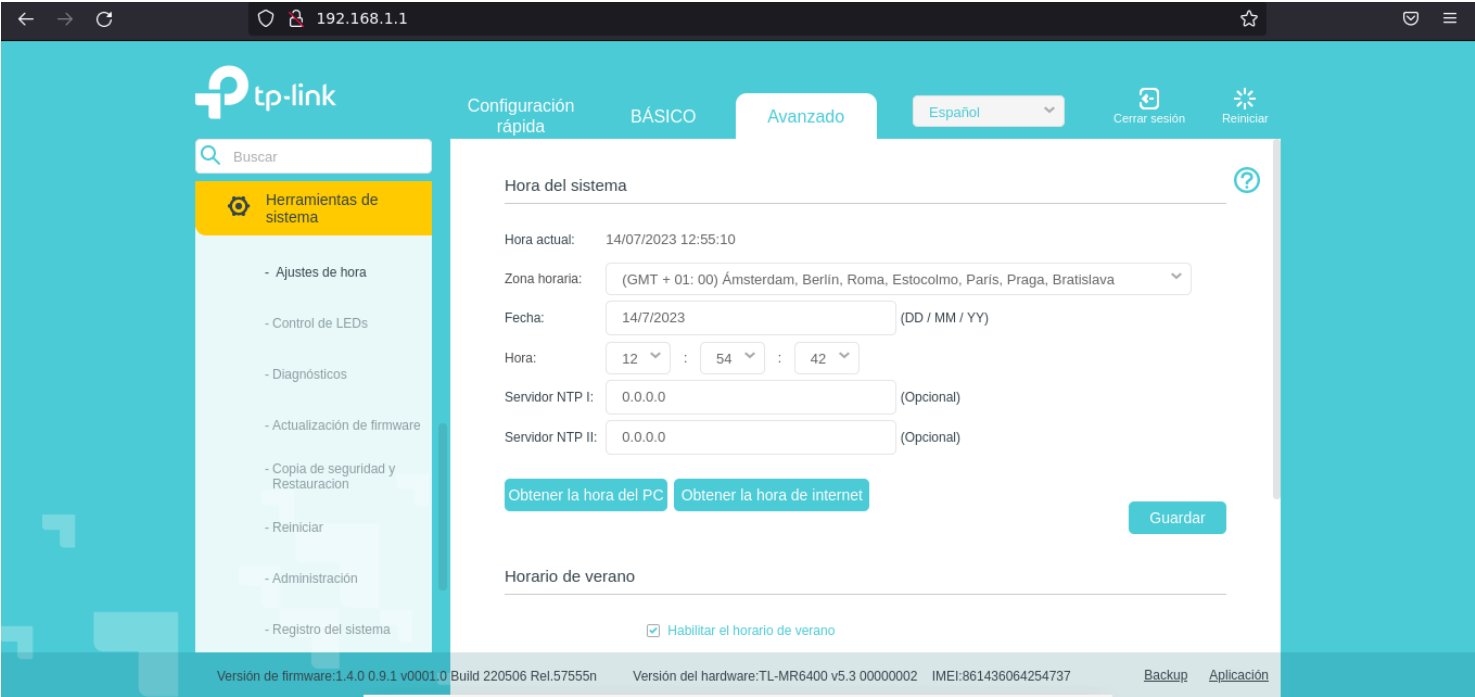 192.168.1.1
tp-link
Configuración
rápida
BÁSICO
Avanzado
Español
Cerrar sesión
Reiniciar
Buscar
Herramientas de
sistema
- Ajustes de hora
- Control de LEDs
- Diagnósticos
- Actualización de firmware
- Copia de seguridad y
Restauracion
- Reiniciar
- Administración
- Registro del sistema
Hora del sistema
Hora actual: 14/07/2023 12:55:10
Zona horaria: (GMT + 01: 00) Ámsterdam, Berlín, Roma, Estocolmo, París, Praga, Bratislava
Fecha: 14/7/2023 (DD / MM / YY)
Hora: 12 : 54 : 42
Servidor NTP I: 0.0.0.0 (Opcional)
Servidor NTP II: 0.0.0.0 (Opcional)
Obtener la hora del PC Obtener la hora de internet
Guardar
Horario de verano
Habilitar el horario de verano
Versión de firmware:1.4.0 0.9.1 v0001.0 Build 220506 Rel.57555n Versión del hardware:TL-MR6400 v5.3 00000002 IMEI:861436064254737 Backup Aplicación